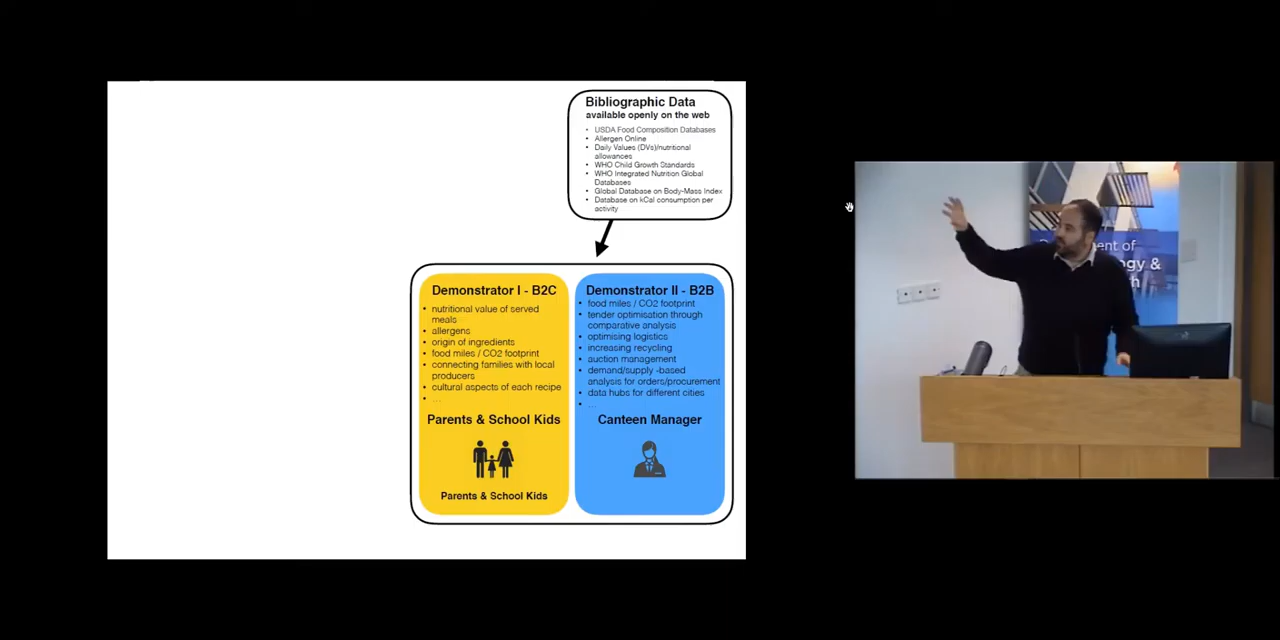 Bibliographic Data
available openly on the web
• USDA Food Composition Databases
• Allergen Online
• Daily Values (DVs)/nutritional
allowances
• WHO Child Growth Standards
• WHO Integrated Nutrition Global
Databases
• Global Database on Body-Mass Index
• Database on kCal consumption per
activity
Demonstrator I - B2C
• nutritional value of served
meals
• allergens
• origin of ingredients
• food miles / CO2 footprint
• connecting families with local
producers
• cultural aspects of each recipe
• ...
Parents & School Kids
Parents & School Kids
Demonstrator II - B2B
• food miles / CO2 footprint
• tender optimisation through
comparative analysis
• optimising logistics
• increasing recycling
• auction management
• demand/supply -based
analysis for orders/procurement
• data hubs for different cities
• ...
Canteen Manager
of
&